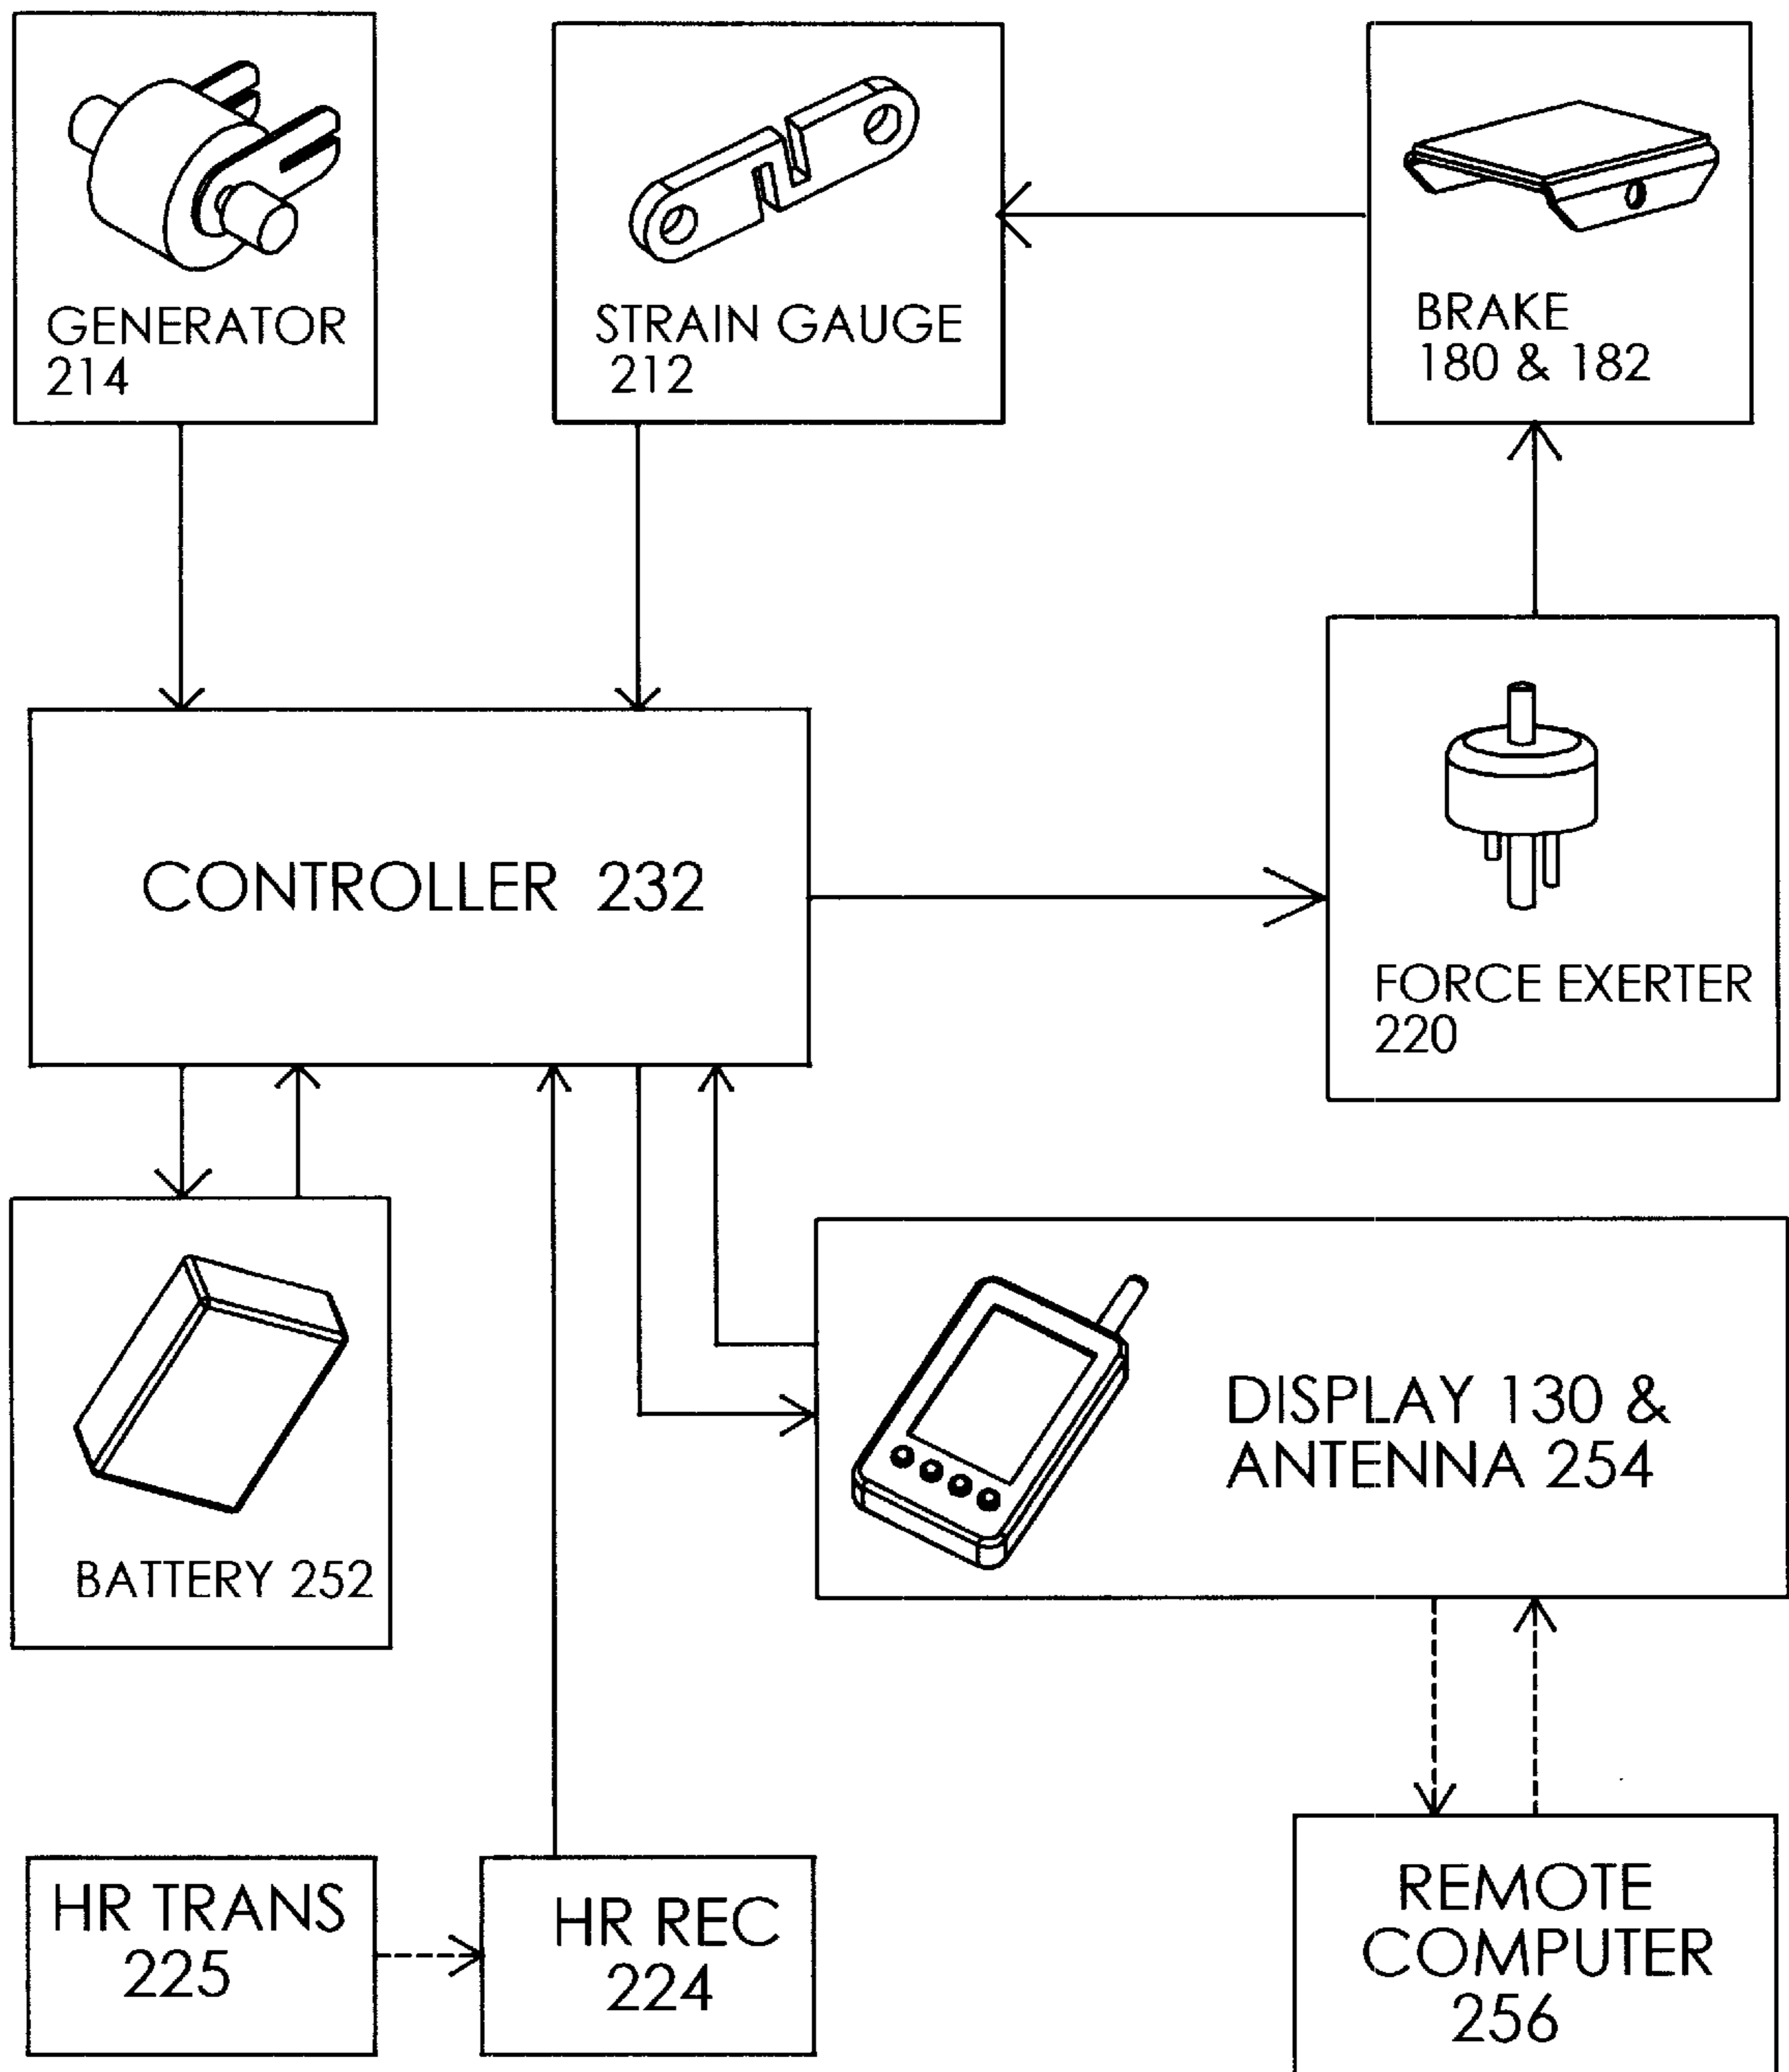 GENERATOR
214
STRAIN GAUGE
212
BRAKE
180 & 182
CONTROLLER 232
FORCE EXERTER
220
BATTERY 252
DISPLAY 130 &
ANTENNA 254
HR TRANS
225
HR REC
224
REMOTE
COMPUTER
256